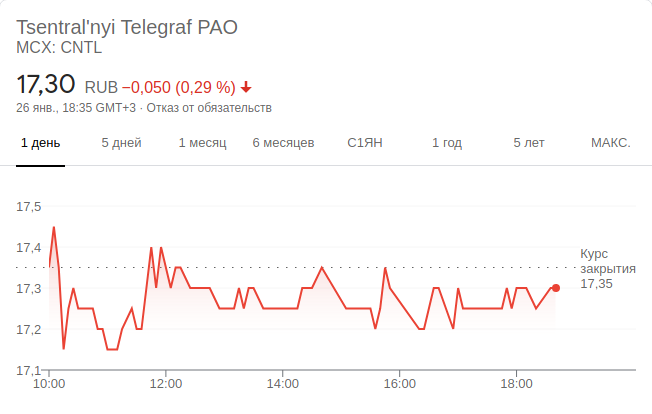 Tsentral'nyi Telegraf PAO
MCX: CNTL
17,30 RUB −0,050 (0,29 %)
26 янв., 18:35 GMT+3 · Отказ от обязательств
1 день 5 дней 1 месяц 6 месяцев С1ЯН 1 год 5 лет МАКС.
17,5
17,4
Курс
закрытия
17,35
17,3
17,2
17,1
10:00 12:00 14:00 16:00 18:00